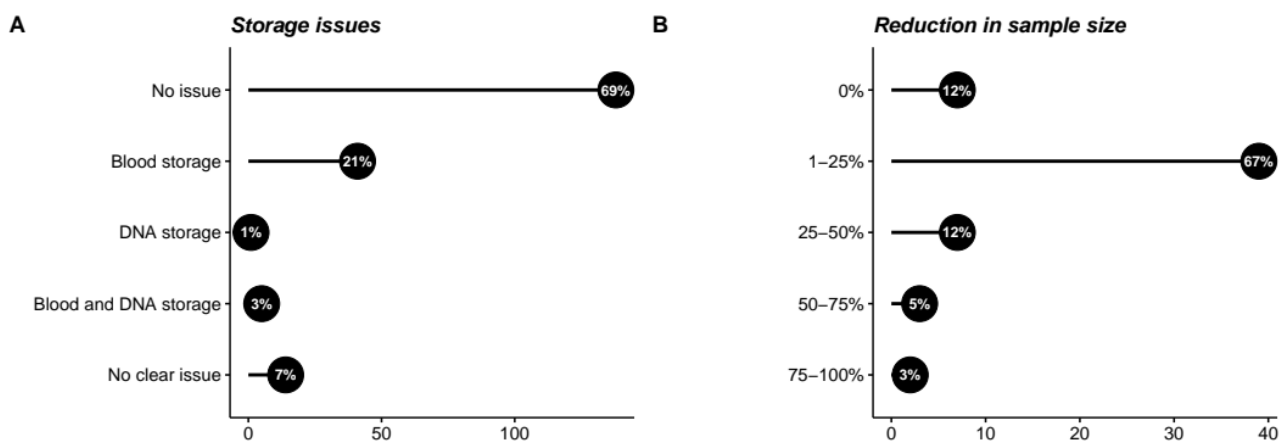 A
Storage issues
No issue
69%
Blood storage
21%
DNA storage
1%
Blood and DNA storage
3%
No clear issue
7%
0 50 100
B
Reduction in sample size
0%
12%
1−25%
67%
25−50%
12%
50−75%
5%
75−100%
3%
0 10 20 30 40